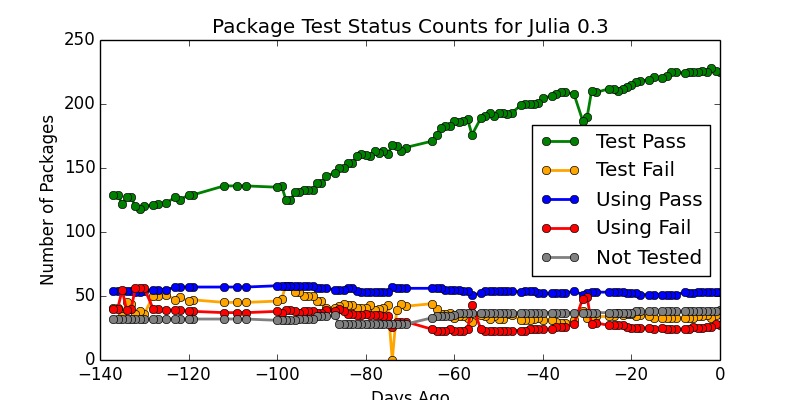 Package Test Status Counts for Julia 0.3
Number of Packages
250
200
150
100
50
0
Test Pass
Test Fail
Using Pass
Using Fail
Not Tested
−140 −120 −100 −80 −60 −40 −20 0
Days Ago